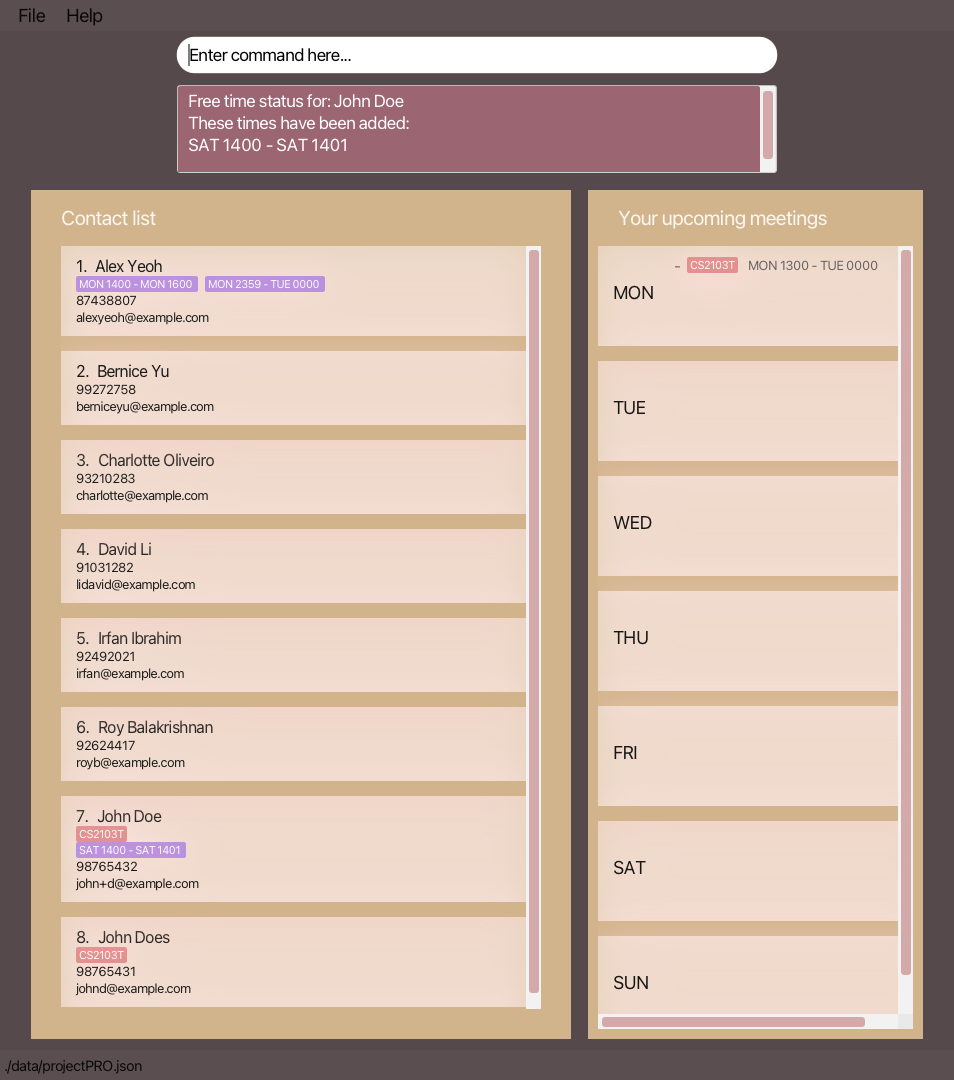 File Help
Enter command here...
Free time status for: John Doe
These times have been added:
SAT 1400 - SAT 1401
Contact list
1. Alex Yeoh
MON 1400 - MON 1600 MON 2359 - TUE 0000
87438807
alexyeoh@example.com
2. Bernice Yu
99272758
berniceyu@example.com
3. Charlotte Oliveiro
93210283
charlotte@example.com
4. David Li
91031282
lidavid@example.com
5. Irfan Ibrahim
92492021
irfan@example.com
6. Roy Balakrishnan
92624417
royb@example.com
7. John Doe
CS2103T
SAT 1400 - SAT 1401
98765432
john+d@example.com
8. John Does
CS2103T
98765431
johnd@example.com
Your upcoming meetings
- CS2103T MON 1300 - TUE 0000
MON
TUE
WED
THU
FRI
SAT
SUN
./data/projectPRO.json